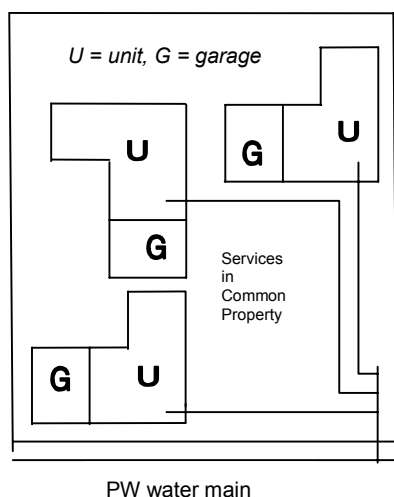 U = unit, G = garage
U
G
U
G
Services
in
Common
Property
G
U
PW water main